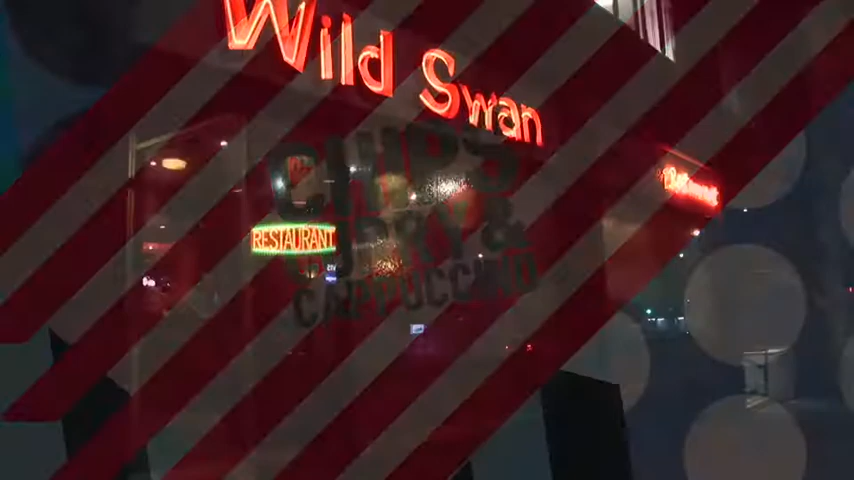 Wild Swan
RESTAURANT
CHIPS
CURRY &
CAPPUCCINO